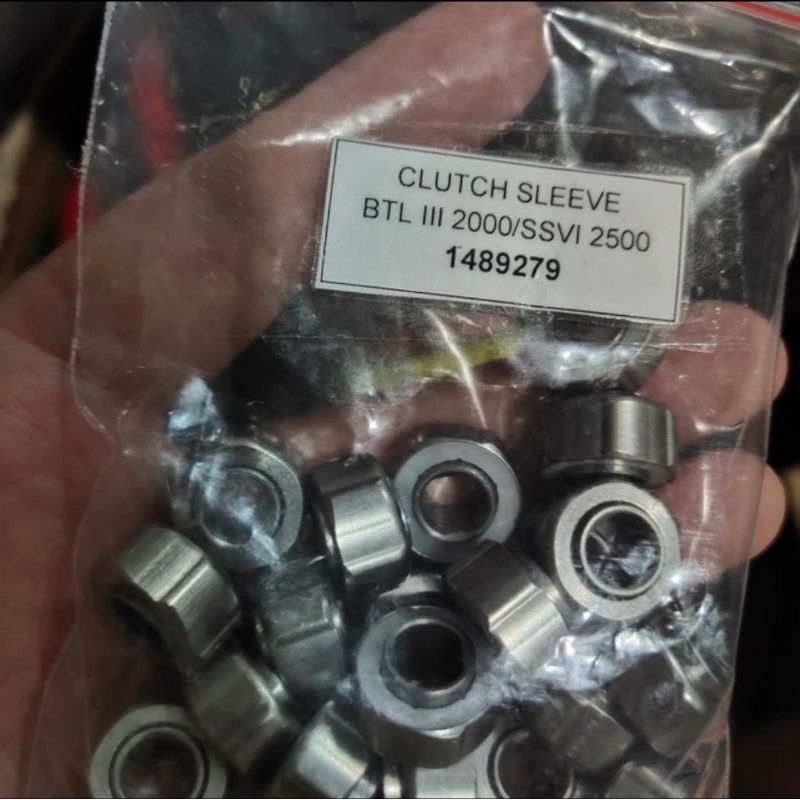 CLUTCH SLEEVE
BTL III 2000/SSVI 2500
1489279